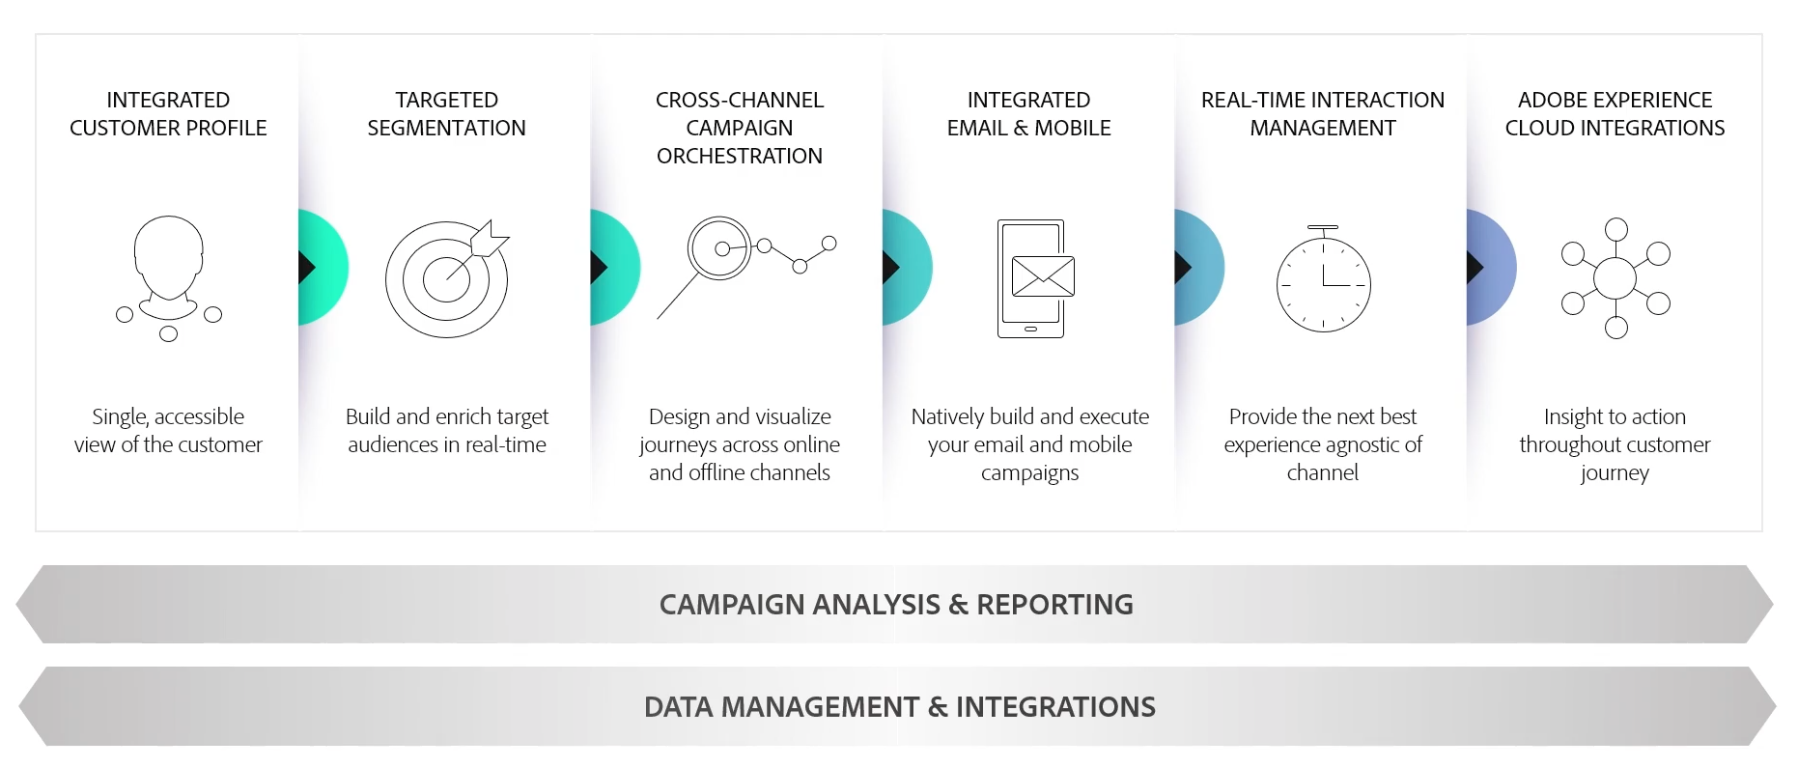 INTEGRATED
CUSTOMER PROFILE
Single, accessible
view of the customer
TARGETED
SEGMENTATION
Build and enrich target
audiences in real-time
CROSS-CHANNEL
CAMPAIGN
ORCHESTRATION
Design and visualize
journeys across online
and offline channels
INTEGRATED
EMAIL & MOBILE
Natively build and execute
your email and mobile
campaigns
REAL-TIME INTERACTION
MANAGEMENT
Provide the next best
experience agnostic of
channel
ADOBE EXPERIENCE
CLOUD INTEGRATIONS
Insight to action
throughout customer
journey
CAMPAIGN ANALYSIS & REPORTING
DATA MANAGEMENT & INTEGRATIONS